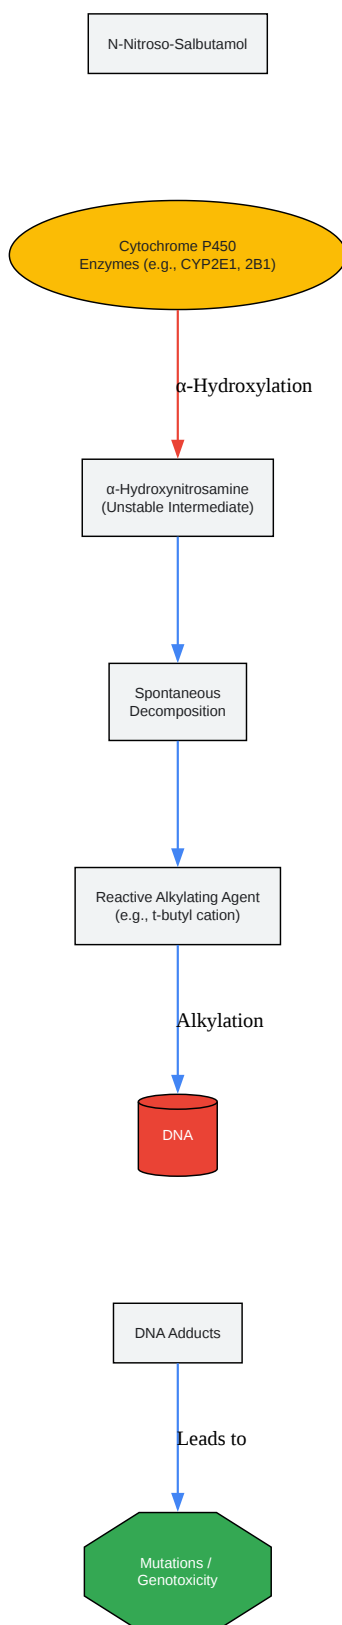 N-Nitroso-Salbutamol
Cytochrome P450
Enzymes (e.g., CYP2E1, 2B1)
α-Hydroxylation
α-Hydroxynitrosamine
(Unstable Intermediate)
Spontaneous
Decomposition
Reactive Alkylating Agent
(e.g., t-butyl cation)
Alkylation
DNA
DNA Adducts
Leads to
Mutations /
Genotoxicity